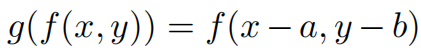 g(f(x, y)) = f(x − a, y − b)